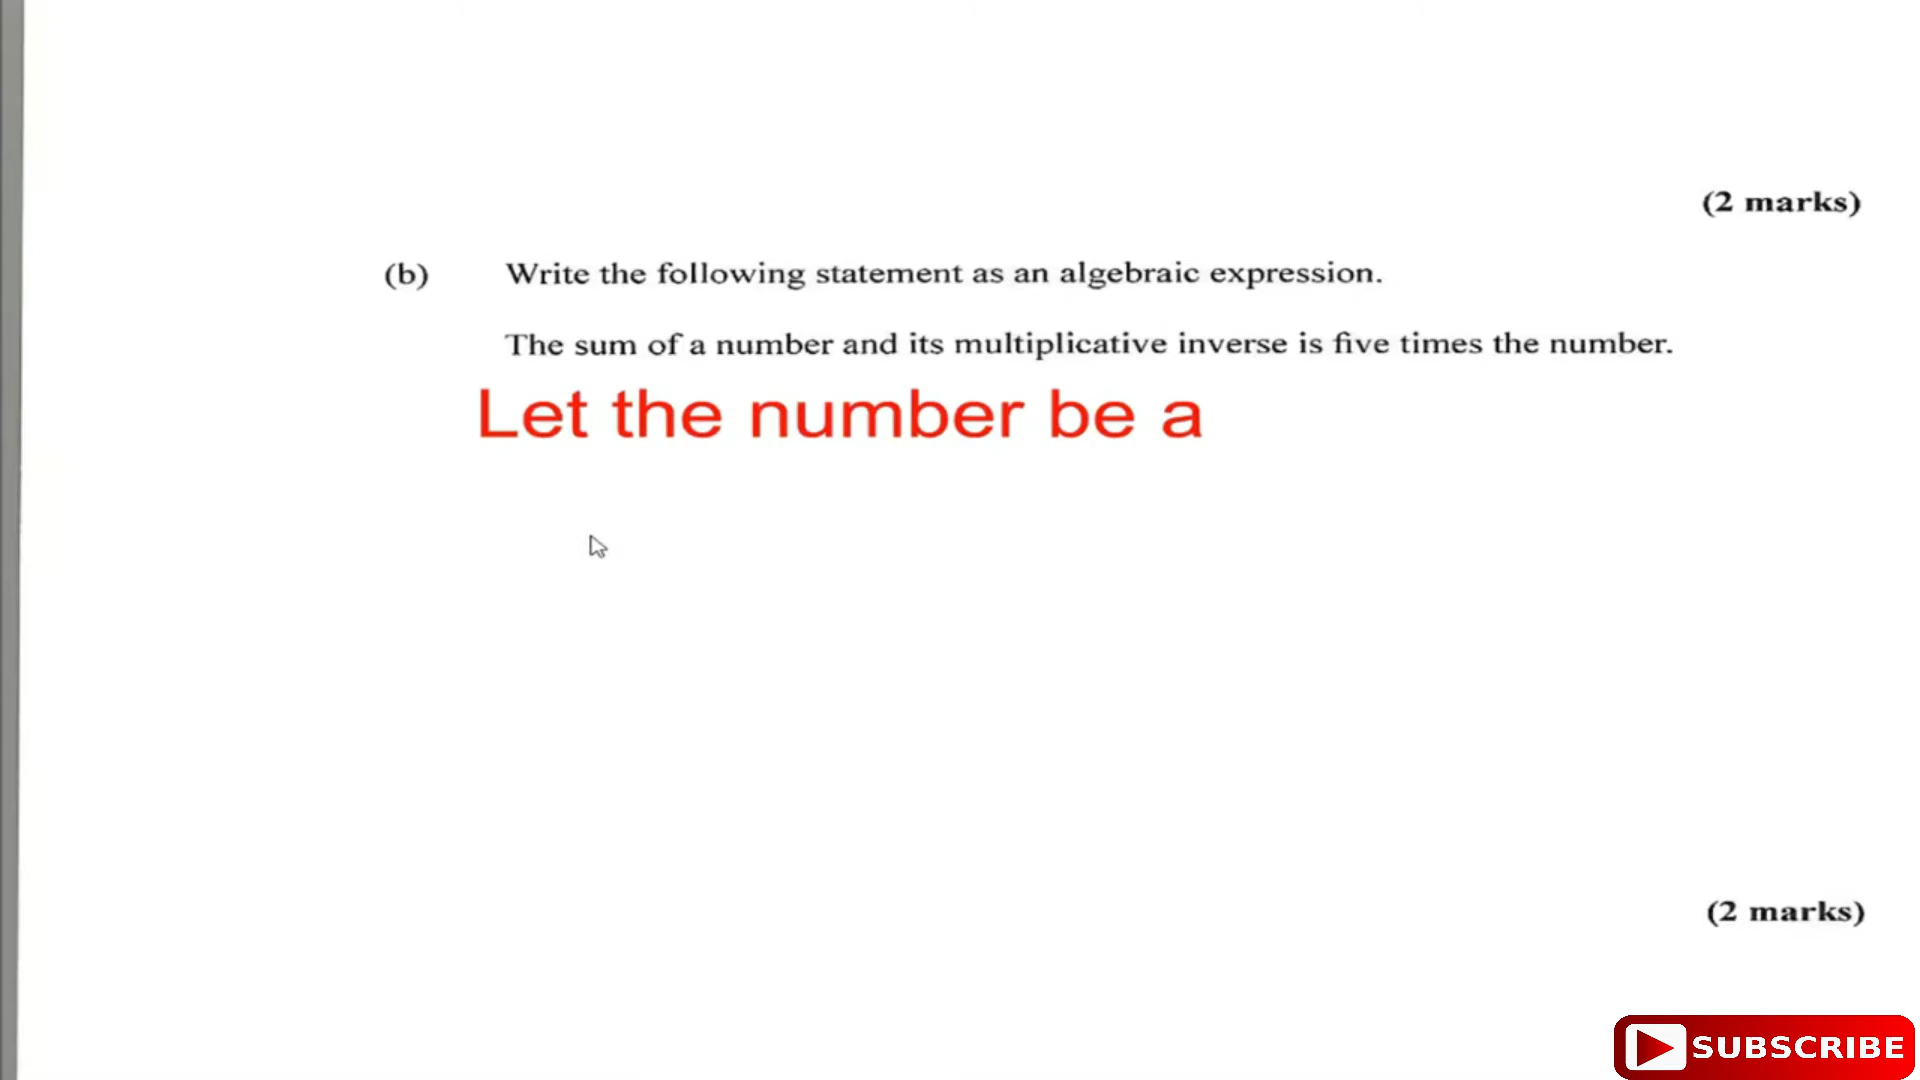 (2 marks)
(b) Write the following statement as an algebraic expression.
The sum of a number and its multiplicative inverse is five times the number.
Let the number be a
(2 marks)
SUBSCRIBE